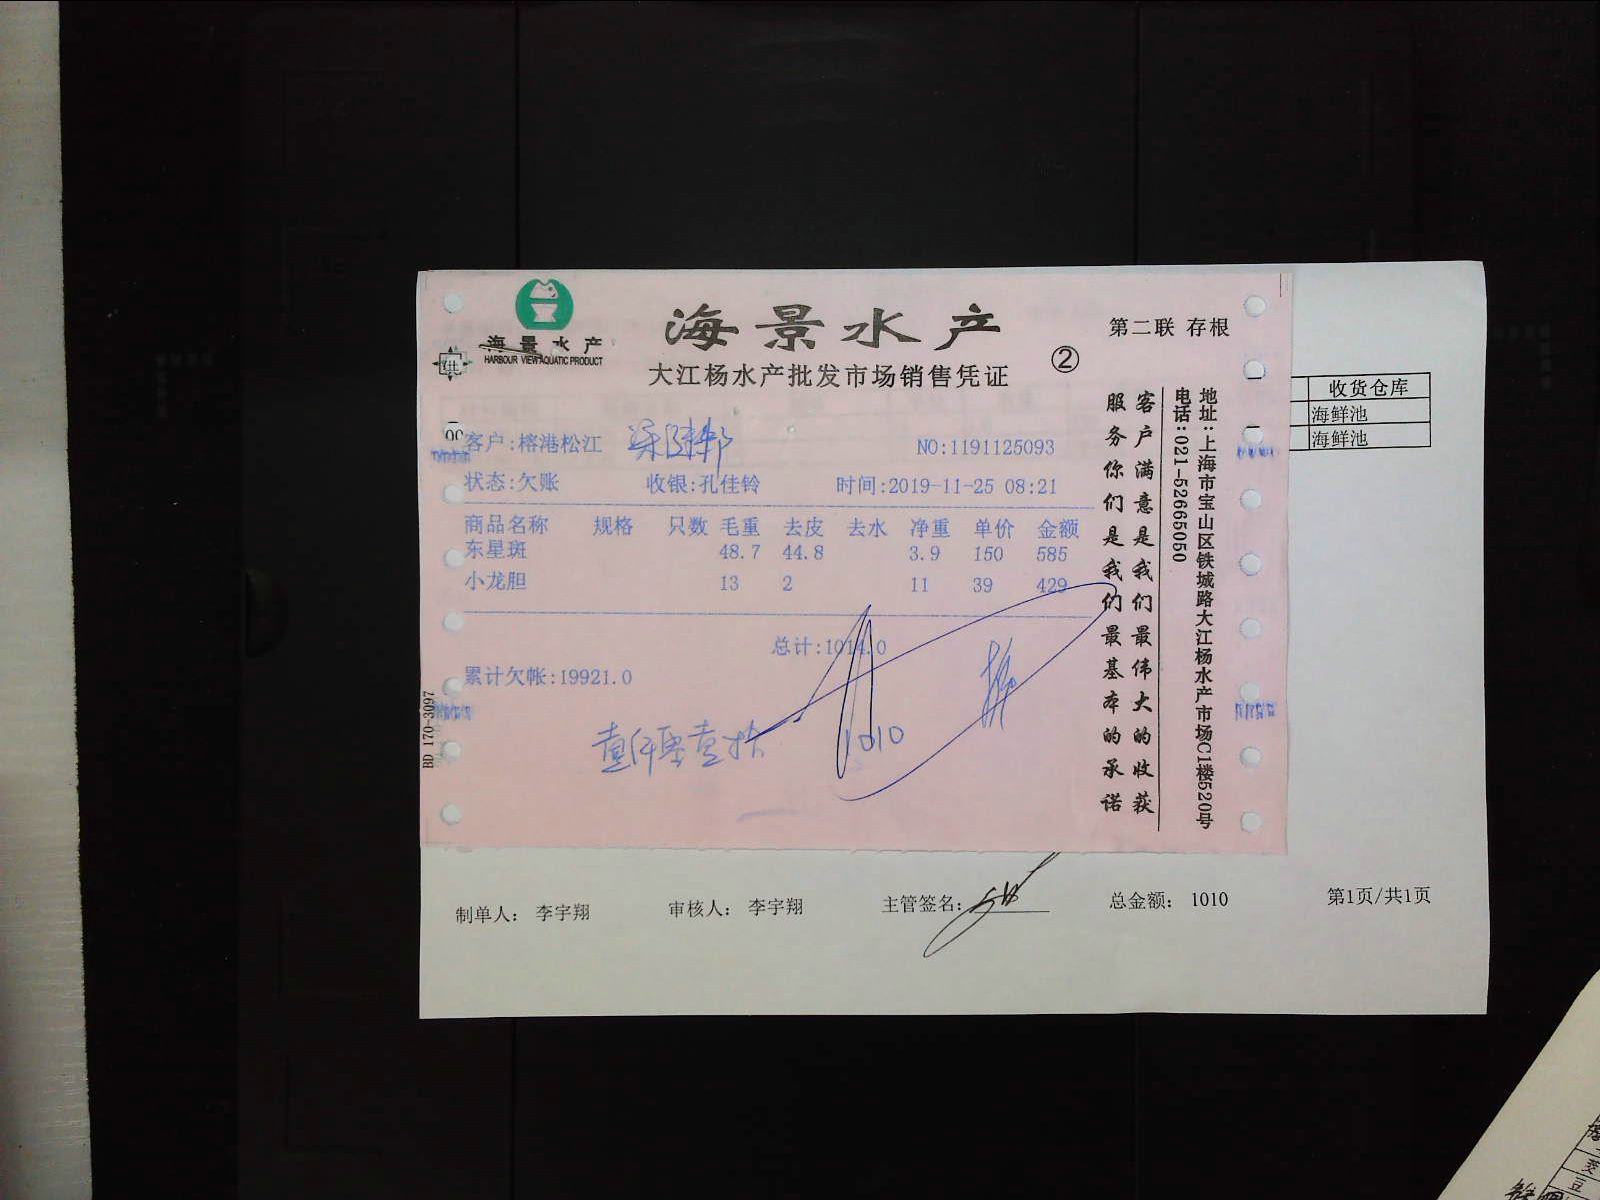 海景水产
HARBOUR VIEW AQUATIC PRODUCT
海景水产
大江杨水产批发市场销售凭证
②
第二联 存根
客户:榕港松江
NO:1191125093
状态:欠账 收银:孔佳铃 时间:2019-11-25 08:21
商品名称 规格 只数 毛重 去皮 去水 净重 单价 金额
东星斑 48.7 44.8 3.9 150 585
小龙胆 13 2 11 39 429
总计:1014.0
累计欠帐:19921.0
壹仟零壹拾 1010
BD 170-3097
客户满意是我们最伟大的收获
服务你们是我们最基本的承诺
地址:上海市宝山区铁城路大江杨水产市场C1楼520号
电话:021-52665050
收货仓库
海鲜池
海鲜池
制单人: 李宇翔 审核人: 李宇翔 主管签名: 总金额: 1010 第1页/共1页